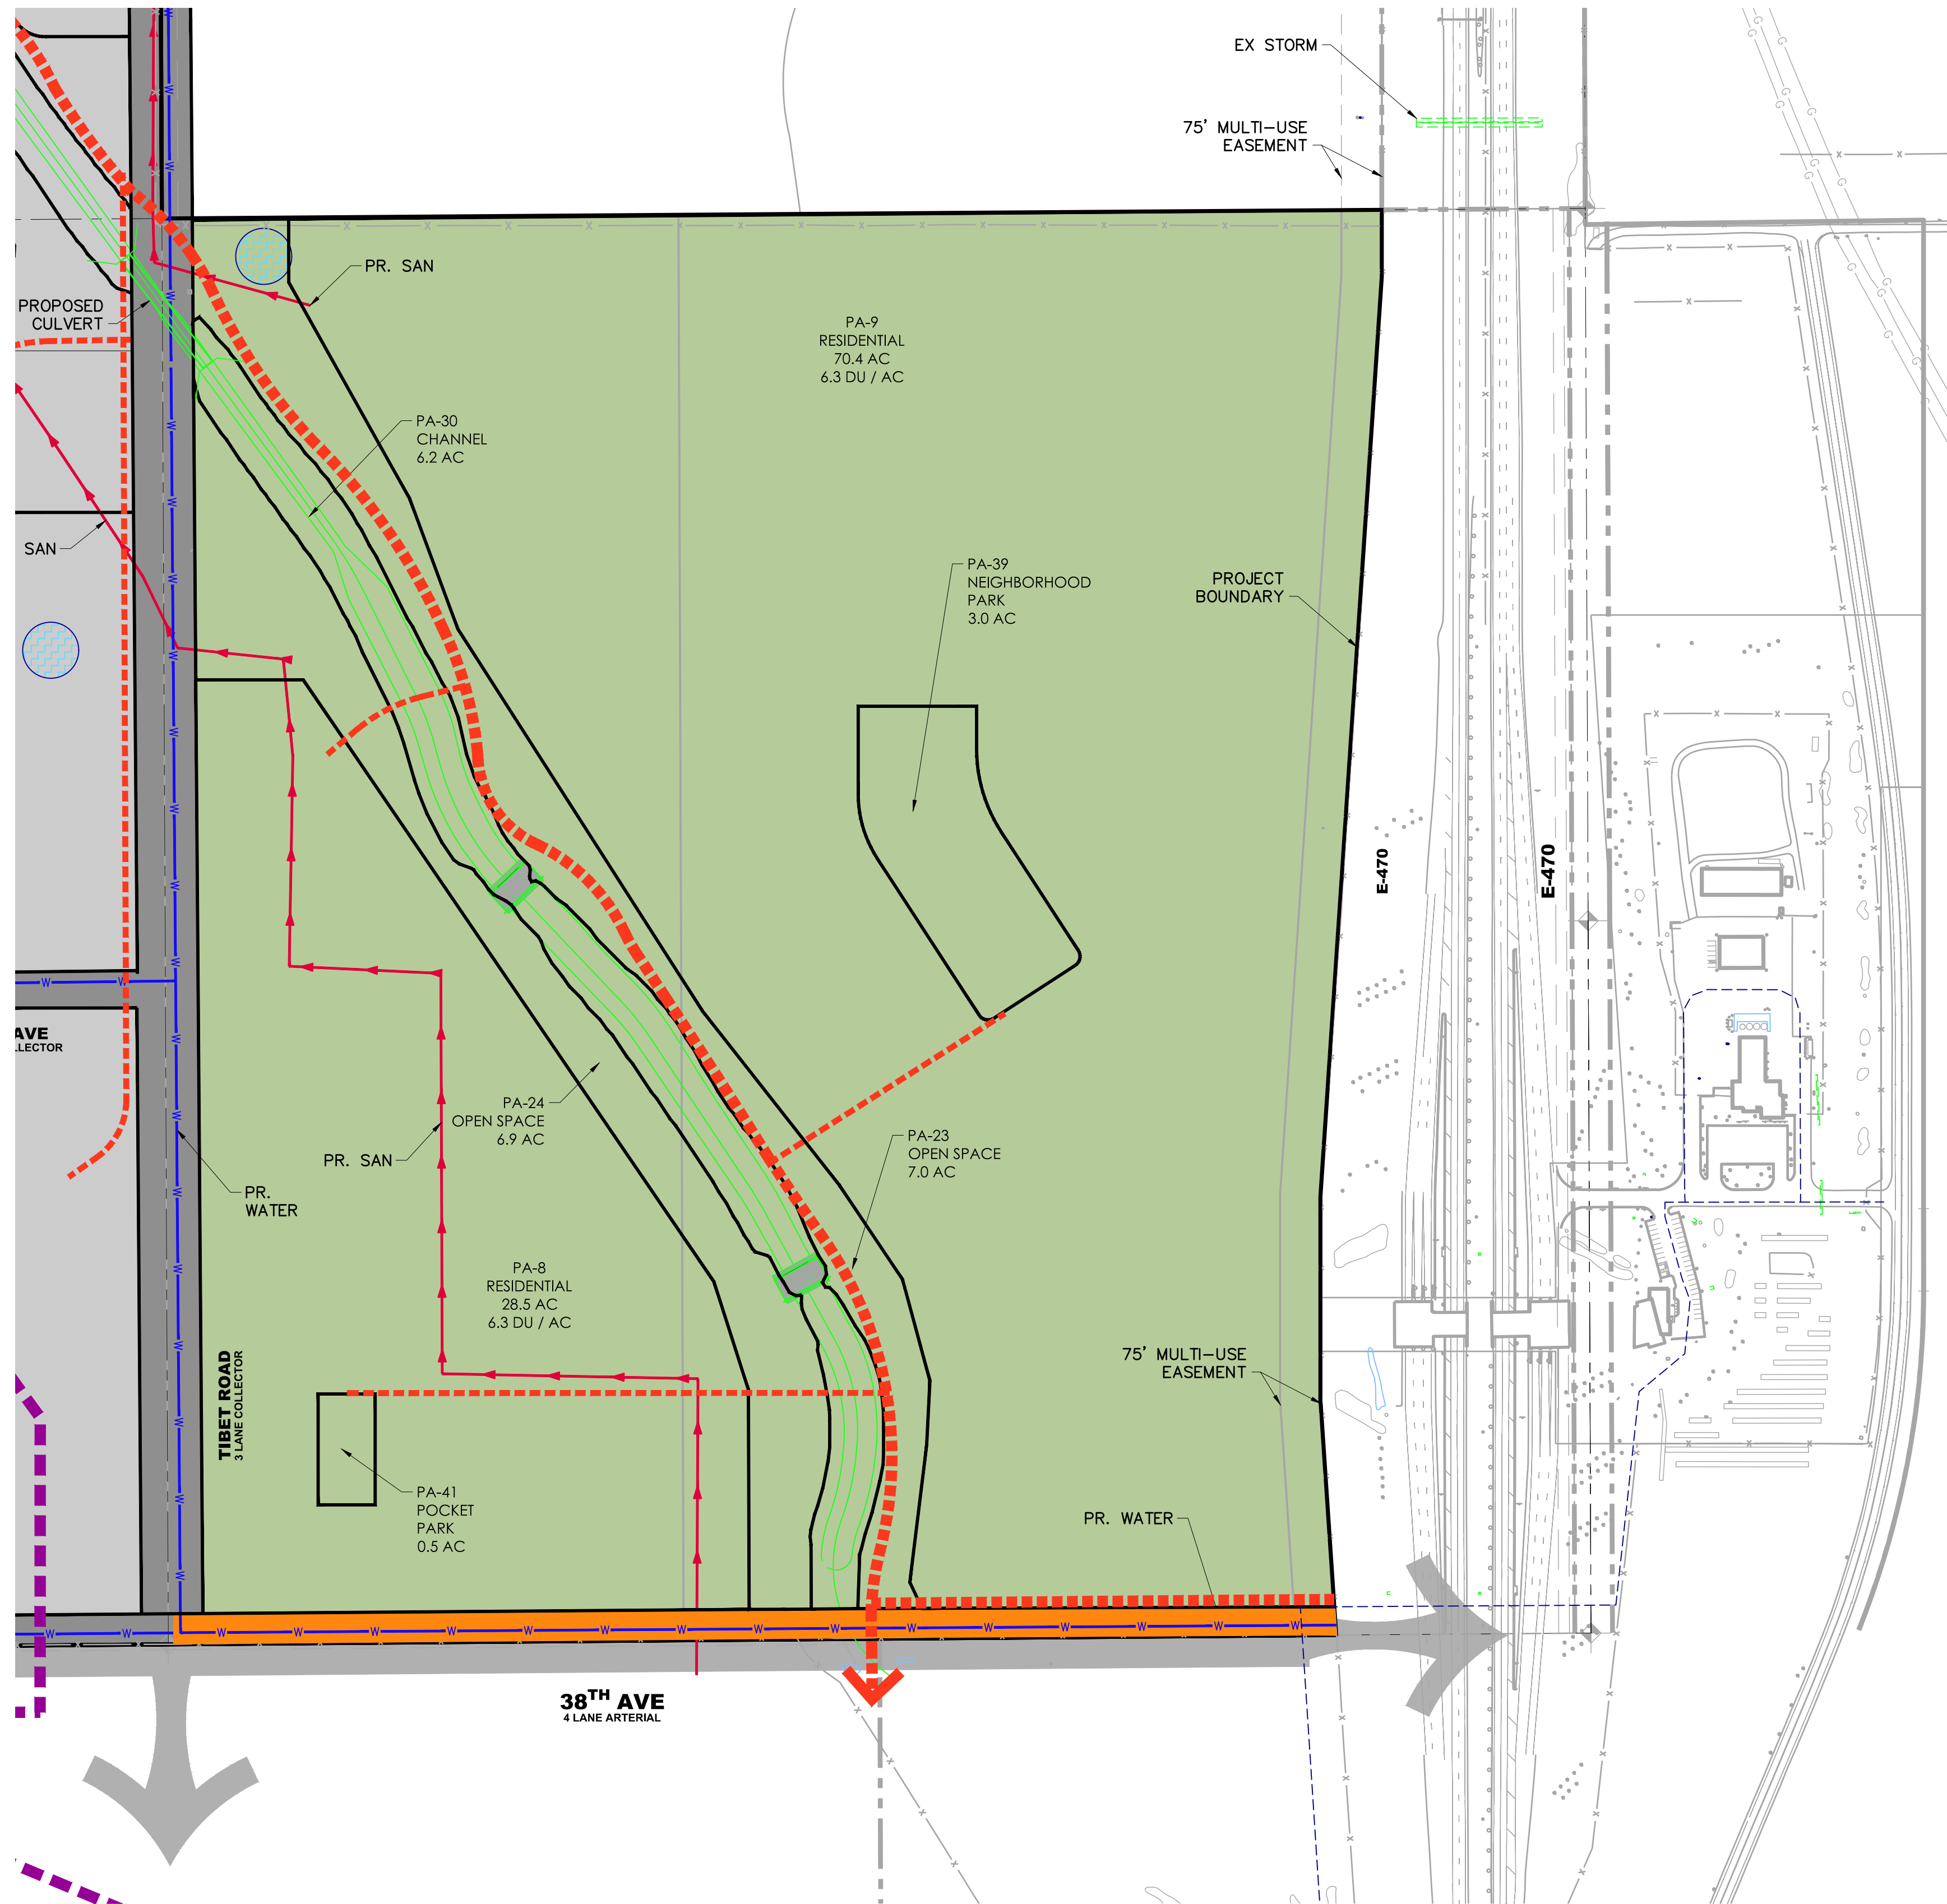 EX STORM
75' MULTI-USE
EASEMENT
PR. SAN
PROPOSED
CULVERT
PA-9
RESIDENTIAL
70.4 AC
6.3 DU / AC
PA-30
CHANNEL
6.2 AC
SAN
PA-39
NEIGHBORHOOD
PARK
3.0 AC
PROJECT
BOUNDARY
E-470
E-470
AVE
LLECTOR
PA-24
OPEN SPACE
6.9 AC
PR. SAN
PA-23
OPEN SPACE
7.0 AC
PR.
WATER
PA-8
RESIDENTIAL
28.5 AC
6.3 DU / AC
TIBET ROAD
3 LANE COLLECTOR
75' MULTI-USE
EASEMENT
PA-41
POCKET
PARK
0.5 AC
PR. WATER
38TH AVE
4 LANE ARTERIAL